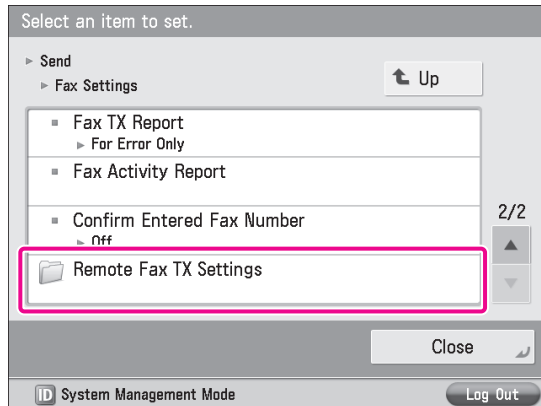 Select an item to set.
Send
Fax Settings
Up
Fax TX Report
For Error Only
Fax Activity Report
Confirm Entered Fax Number
Off
2/2
Remote Fax TX Settings
Close
ID System Management Mode
Log Out